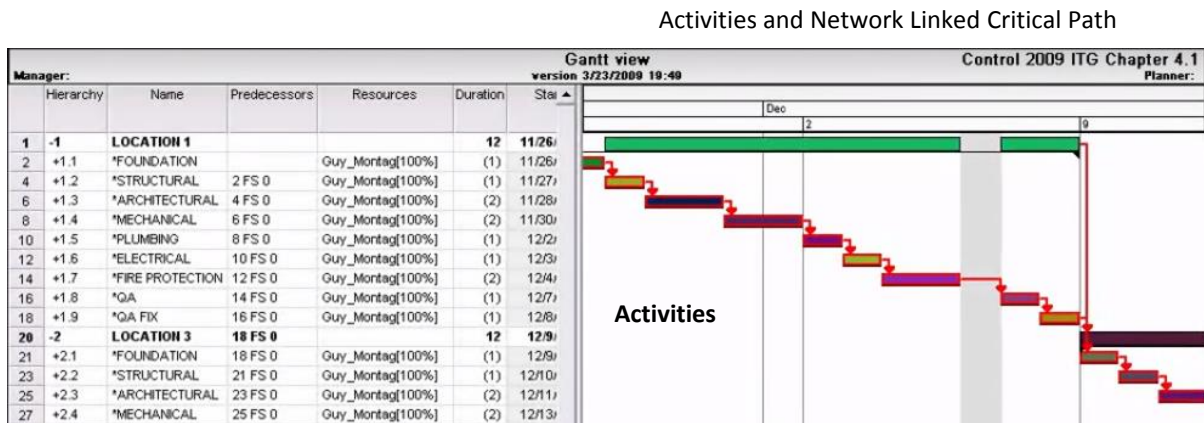 Activities and Network Linked Critical Path
Gantt view Control 2009 ITG Chapter 4.1
Manager: version 3/23/2009 19:49 Planner:
Hierarchy Name Predecessors Resources Duration
Dec
2 9
1 -1 LOCATION 1 12 11/26/
2 +1.1 *FOUNDATION Guy_Montag[100%] (1) 11/26/
4 +1.2 *STRUCTURAL 2 FS 0 Guy_Montag[100%] (1) 11/27/
6 +1.3 *ARCHITECTURAL 4 FS 0 Guy_Montag[100%] (2) 11/28/
8 +1.4 *MECHANICAL 6 FS 0 Guy_Montag[100%] (2) 11/30/
10 +1.5 *PLUMBING 8 FS 0 Guy_Montag[100%] (1) 12/2/
12 +1.6 *ELECTRICAL 10 FS 0 Guy_Montag[100%] (1) 12/3/
14 +1.7 *FIRE PROTECTION 12 FS 0 Guy_Montag[100%] (2) 12/4/
16 +1.8 *QA 14 FS 0 Guy_Montag[100%] (1) 12/7/
18 +1.9 *QA FIX 16 FS 0 Guy_Montag[100%] (1) 12/8/
Activities
20 -2 LOCATION 3 18 FS 0 12 12/9/
21 +2.1 *FOUNDATION 18 FS 0 Guy_Montag[100%] (1) 12/9/
23 +2.2 *STRUCTURAL 21 FS 0 Guy_Montag[100%] (1) 12/10/
25 +2.3 *ARCHITECTURAL 23 FS 0 Guy_Montag[100%] (2) 12/11/
27 +2.4 *MECHANICAL 25 FS 0 Guy_Montag[100%] (2) 12/13/